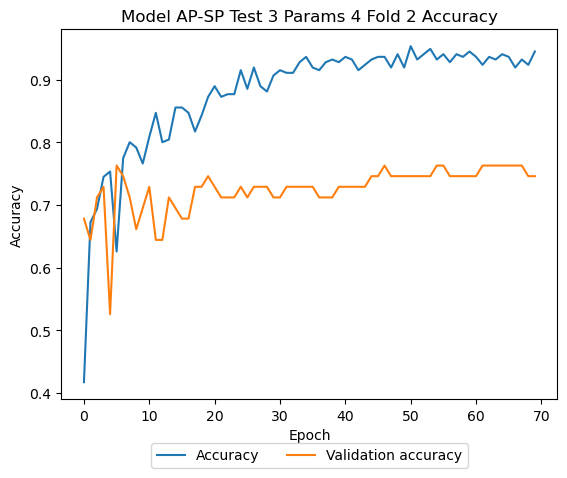 Model AP-SP Test 3 Params 4 Fold 2 Accuracy
Accuracy
0.9
0.8
0.7
0.6
0.5
0.4
0 10 20 30 40 50 60 70
Epoch
Accuracy Validation accuracy